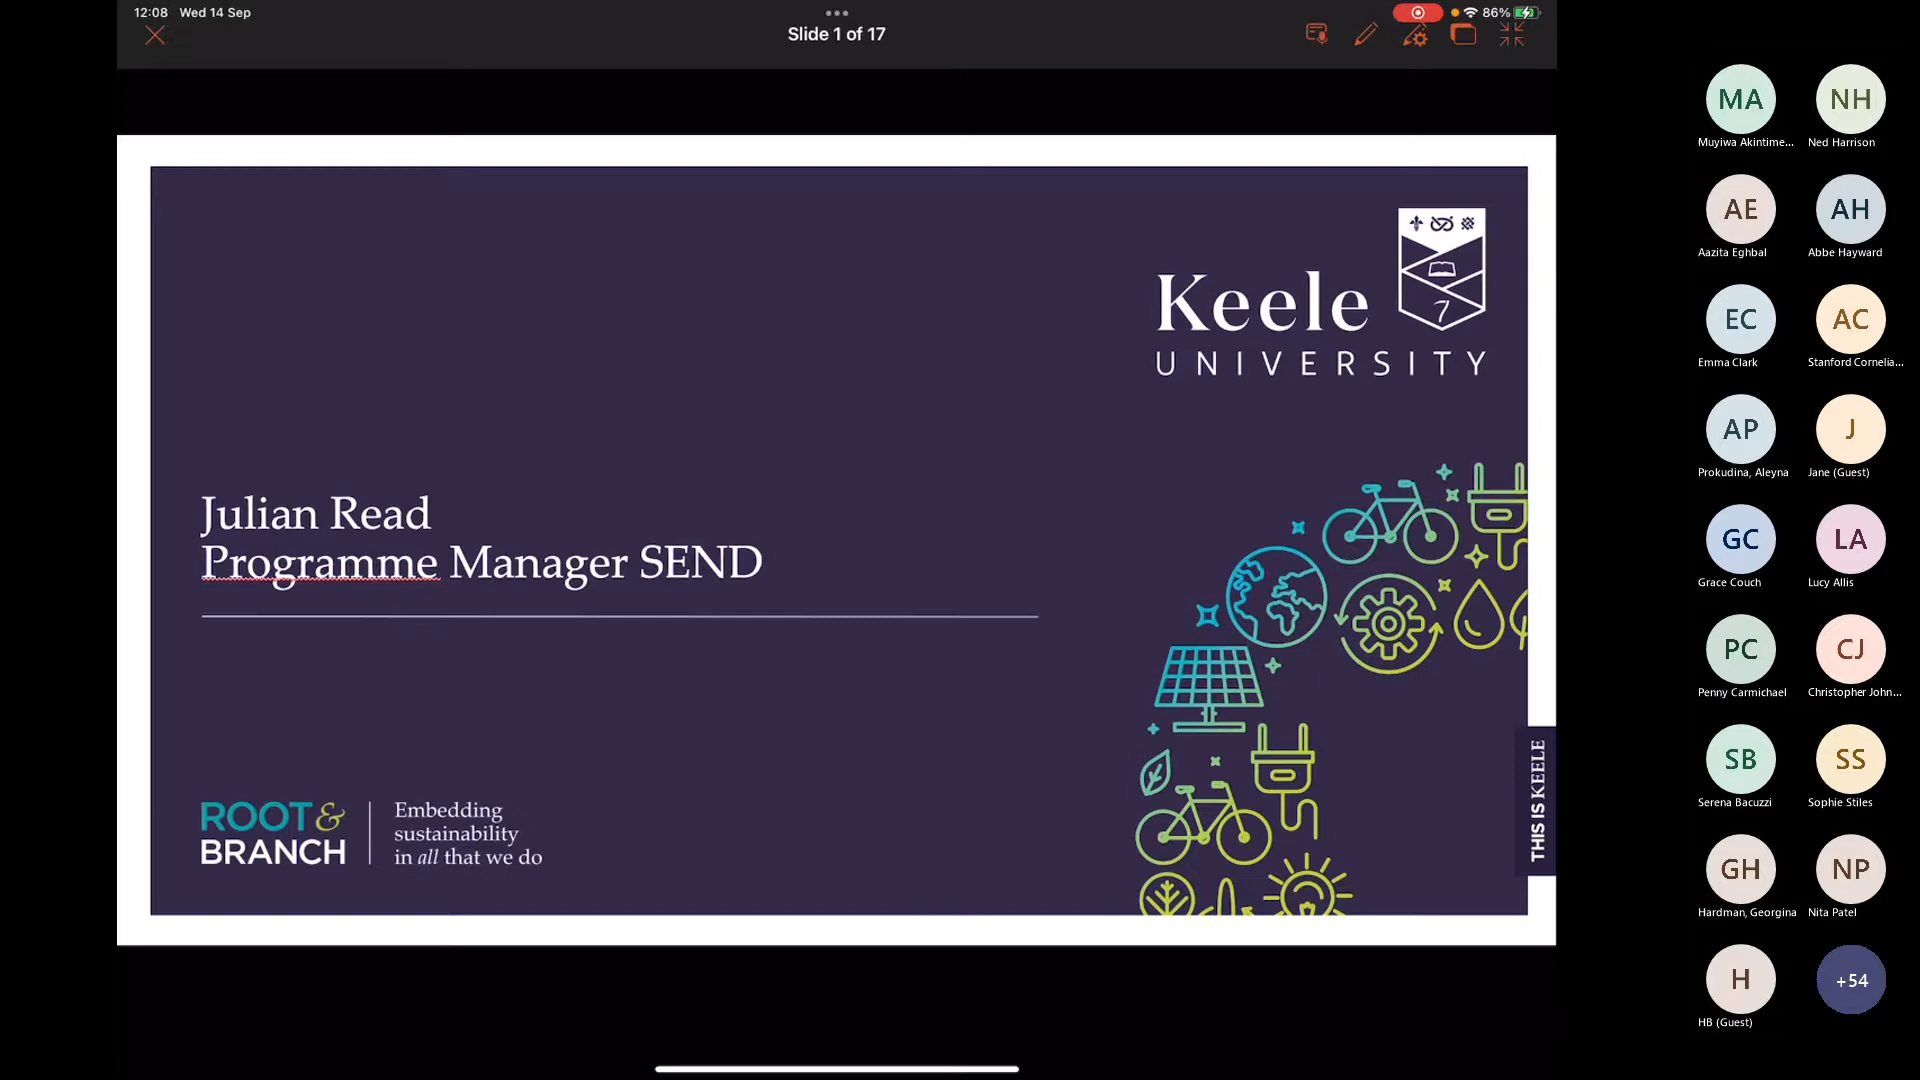 12:08 Wed 14 Sep
86%
Slide 1 of 17
Keele
UNIVERSITY
Julian Read
Programme Manager SEND
ROOT&
BRANCH
Embedding
sustainability
in all that we do
THIS IS KEELE
MA
Muyiwa Akintime...
NH
Ned Harrison
AE
Aazita Eghbal
AH
Abbe Hayward
EC
Emma Clark
AC
Stanford Cornelia...
AP
Prokudina, Aleyna
J
Jane (Guest)
GC
Grace Couch
LA
Lucy Allis
PC
Penny Carmichael
CJ
Christopher John...
SB
Serena Bacuzzi
SS
Sophie Stiles
GH
Hardman, Georgina
NP
Nita Patel
H
HB (Guest)
+54